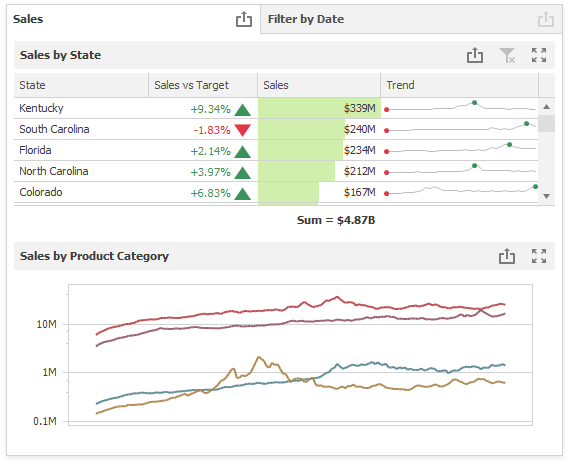 Sales Filter by Date
Sales by State
State Sales vs Target Sales Trend
Kentucky +9.34% $339M
South Carolina -1.83% $240M
Florida +2.14% $234M
North Carolina +3.97% $212M
Colorado +6.83% $167M
Sum = $4.87B
Sales by Product Category
10M
1M
0.1M